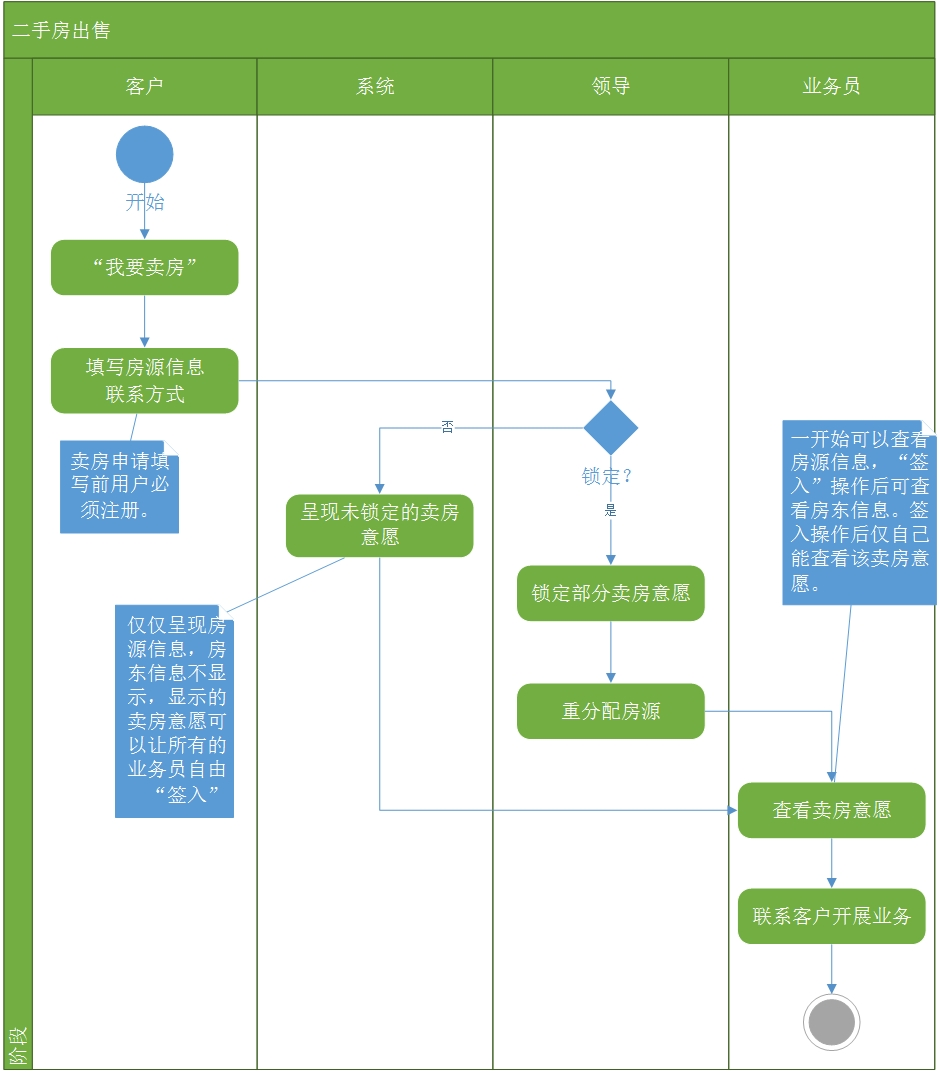 二手房出售
客户
系统
领导
业务员
开始
“我要卖房”
填写房源信息
联系方式
卖房申请填
写前用户必
须注册。
否
锁定？
是
呈现未锁定的卖房
意愿
一开始可以查看
房源信息，“签
入”操作后可查
看房东信息。签
入操作后仅自己
能查看该卖房意
愿。
锁定部分卖房意愿
仅仅呈现房
源信息，房
东信息不显
示，显示的
卖房意愿可
以让所有的
业务员自由
“签入”
重分配房源
查看卖房意愿
联系客户开展业务
阶段